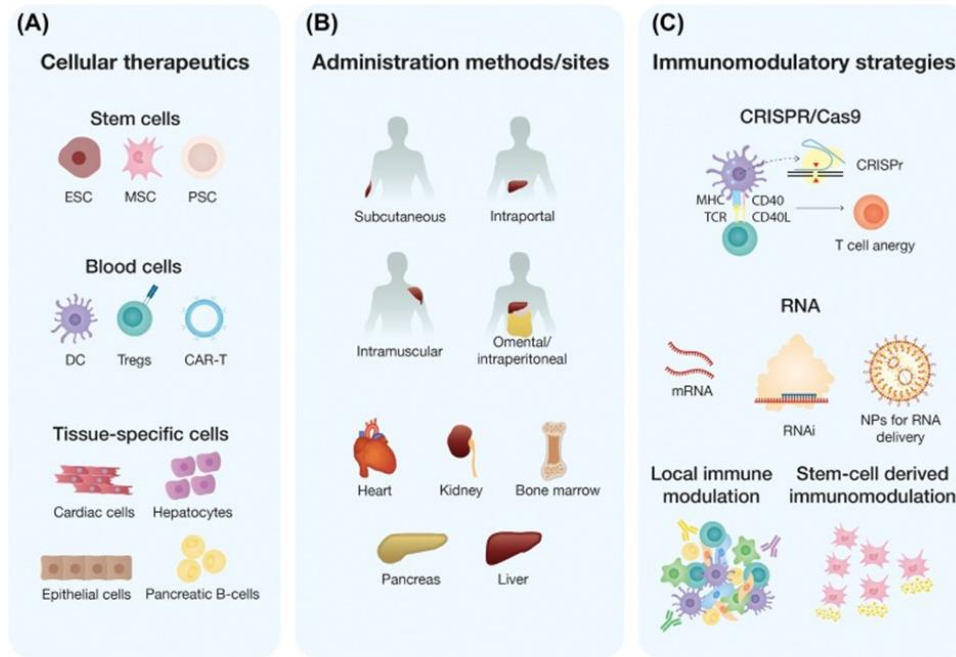 (A)
Cellular therapeutics
Stem cells
ESC
MSC
PSC
Blood cells
DC
Tregs
CAR-T
Tissue-specific cells
Cardiac cells
Hepatocytes
Epithelial cells
Pancreatic B-cells
(B)
Administration methods/sites
Subcutaneous
Intraportal
Intramuscular
Omental/
intraperitoneal
Heart
Kidney
Bone marrow
Pancreas
Liver
(C)
Immunomodulatory strategies
CRISPR/Cas9
CRISPr
MHC
CD40
TCR
CD40L
T cell anergy
RNA
mRNA
RNAi
NPs for RNA
delivery
Local immune
modulation
Stem-cell derived
immunomodulation